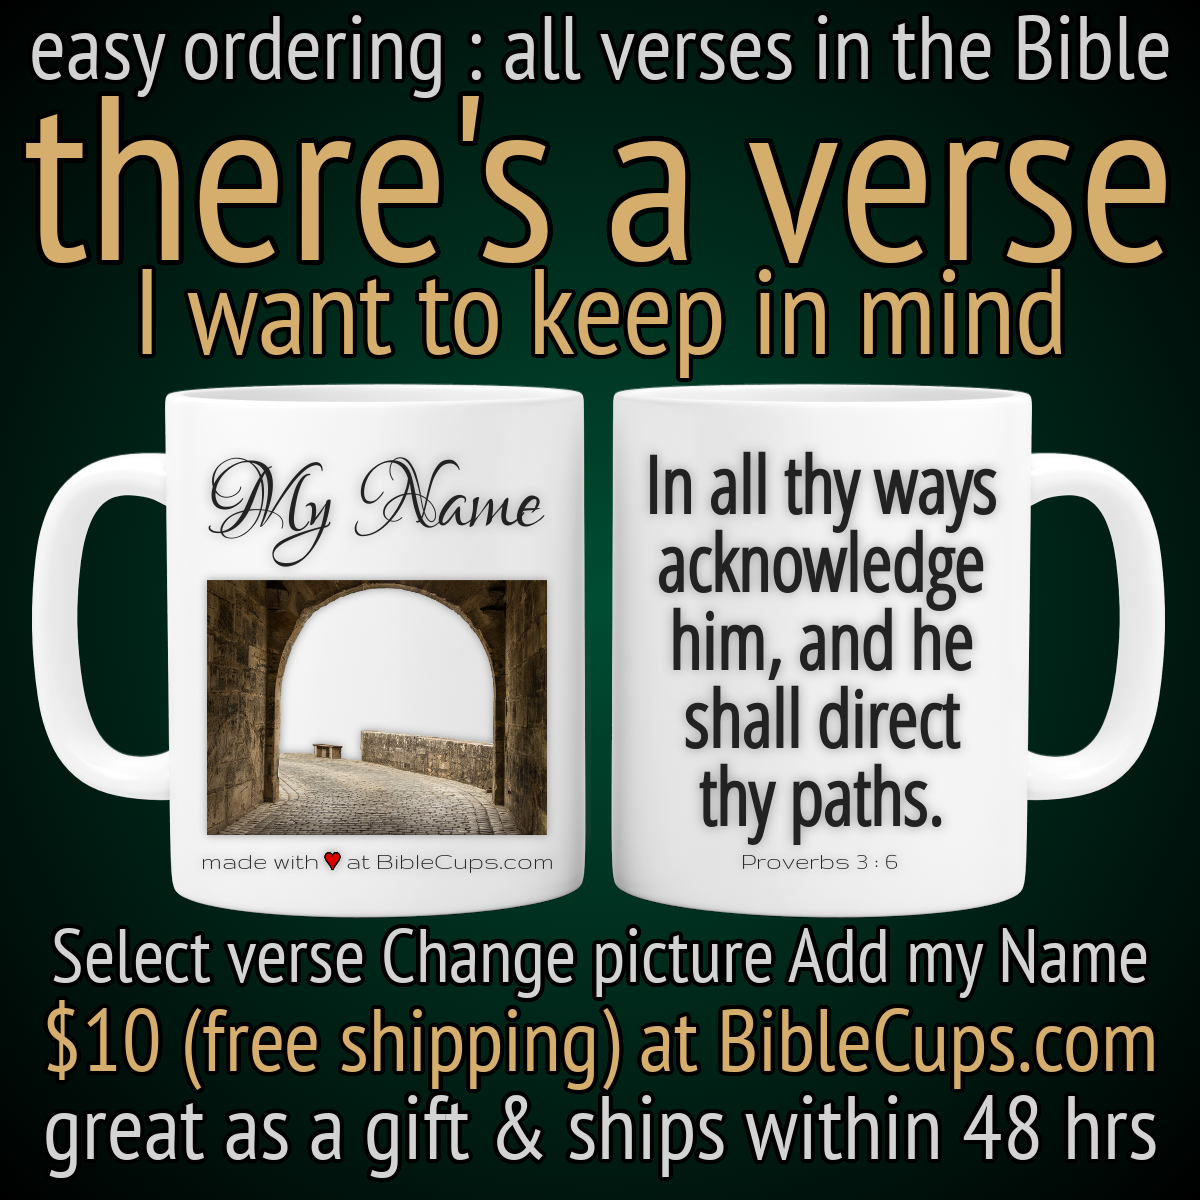 easy ordering : all verses in the Bible
there's a verse
I want to keep in mind
My Name
made with ♥ at BibleCups.com
In all thy ways
acknowledge
him, and he
shall direct
thy paths.
Proverbs 3 : 6
Select verse Change picture Add my Name
$10 (free shipping) at BibleCups.com
great as a gift & ships within 48 hrs